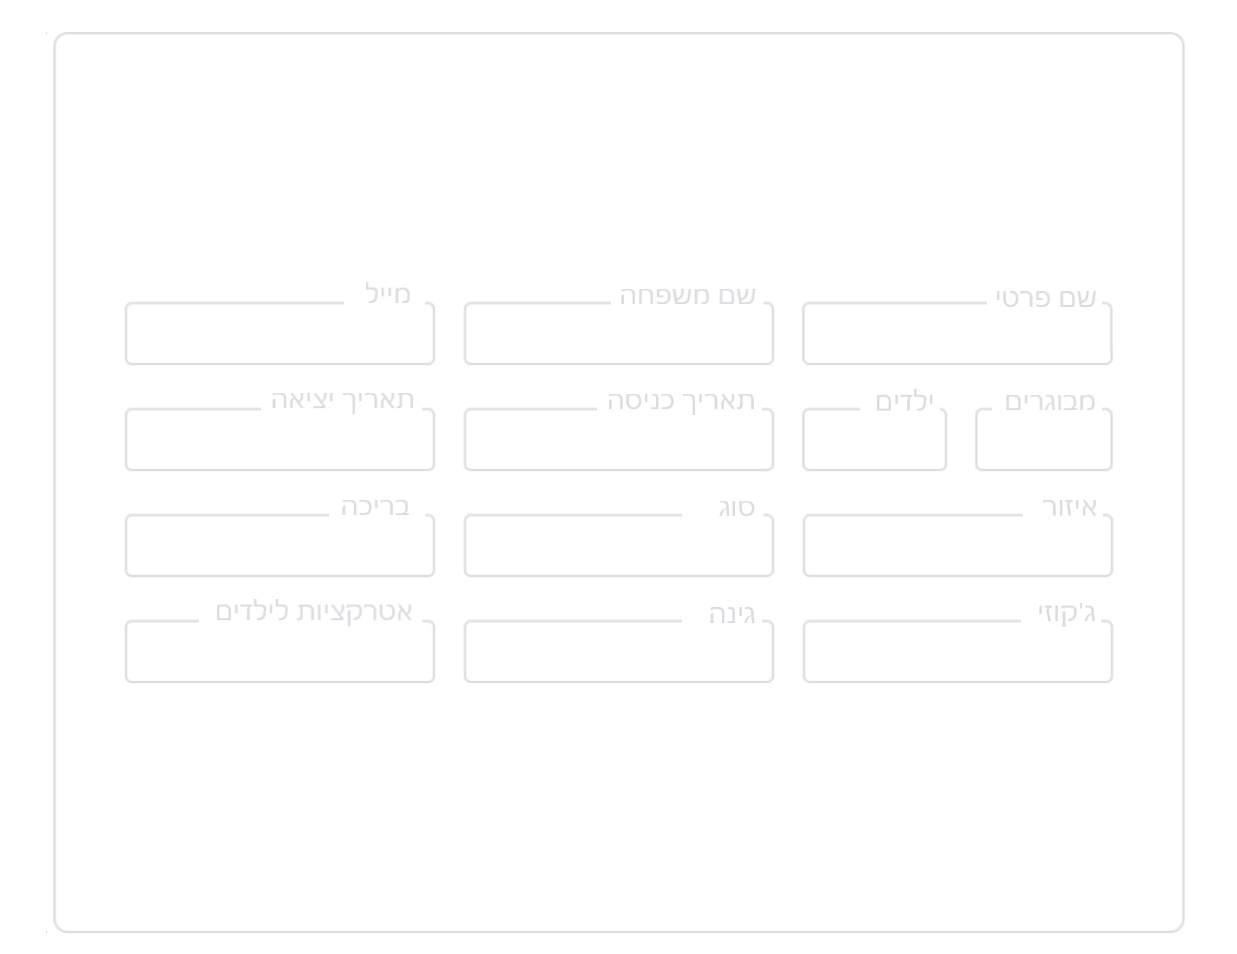 שם פרטי שם משפחה מייל
מבוגרים ילדים תאריך כניסה תאריך יציאה
איזור סוג בריכה
ג'קוזי גינה אטרקציות לילדים